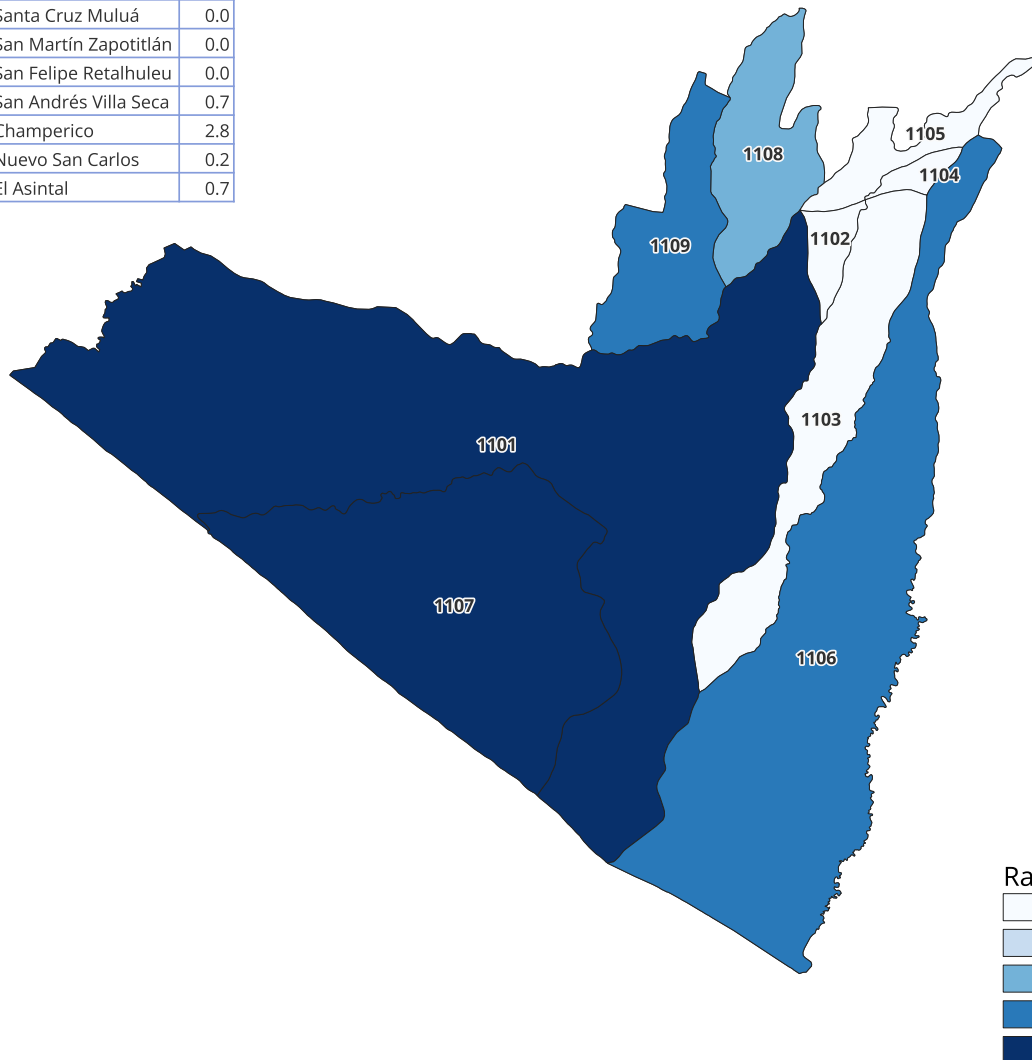 Santa Cruz Muluá 0.0
San Martín Zapotitlán 0.0
San Felipe Retalhuleu 0.0
San Andrés Villa Seca 0.7
Champerico 2.8
Nuevo San Carlos 0.2
El Asintal 0.7
1105
1108
1104
1102
1109
1103
1101
1107
1106
Ra